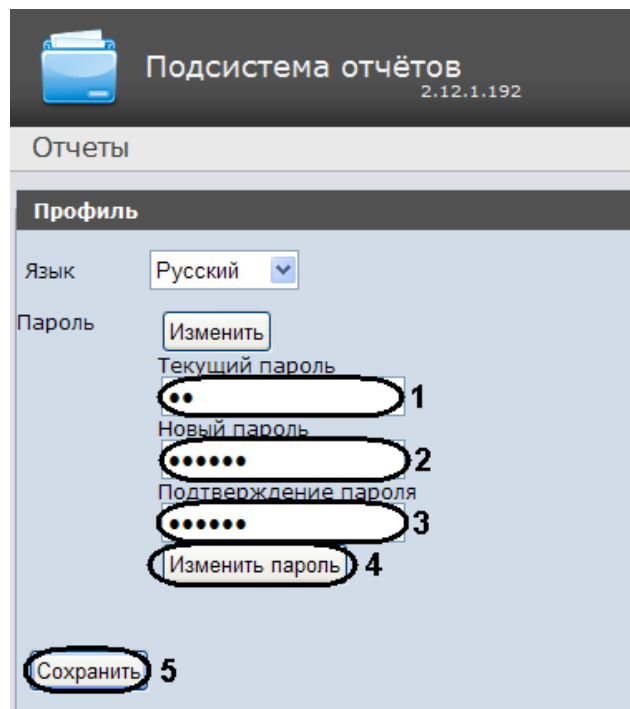 Подсистема отчётов
2.12.1.192
Отчеты
Профиль
Язык Русский
Пароль Изменить
Текущий пароль
•• 1
Новый пароль
•••••• 2
Подтверждение пароля
•••••• 3
Изменить пароль 4
Сохранить 5